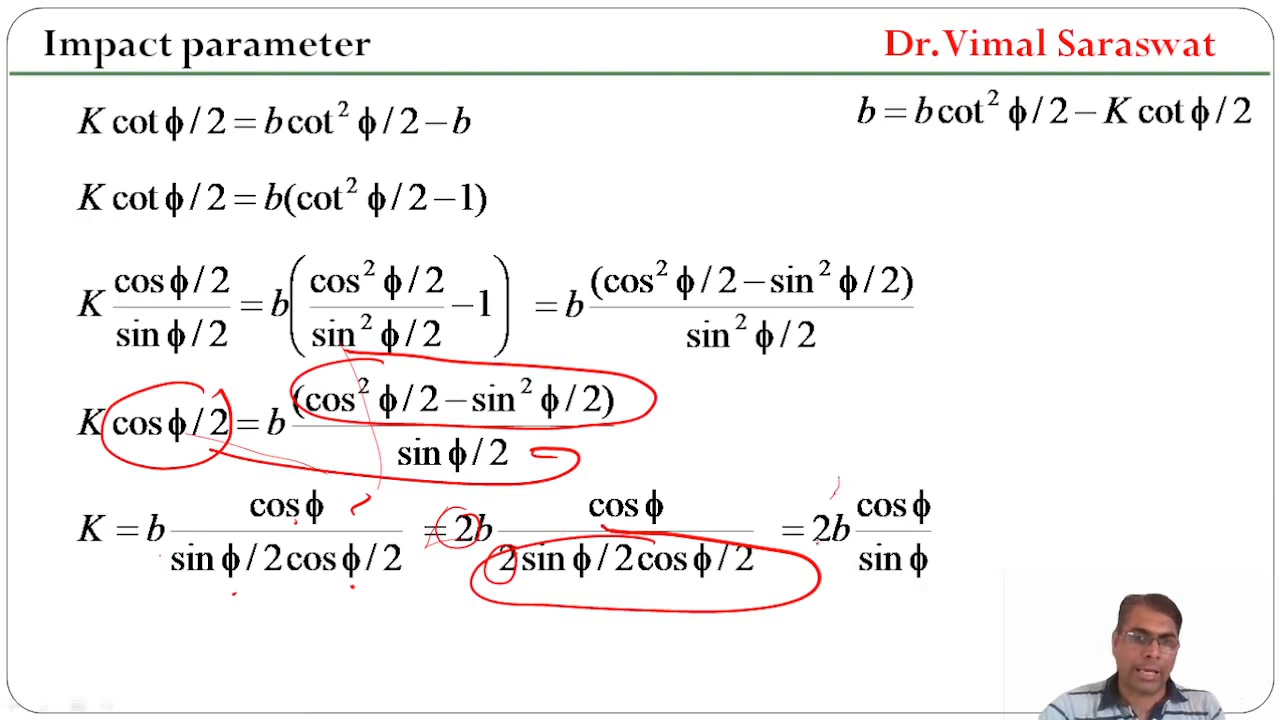 Impact parameter
Dr.Vimal Saraswat
K cot ϕ/2 = b cot² ϕ/2 − b
b = b cot² ϕ/2 − K cot ϕ/2
K cot ϕ/2 = b(cot² ϕ/2 − 1)
K (cos ϕ/2)/(sin ϕ/2) = b((cos² ϕ/2)/(sin² ϕ/2) − 1) = b (cos² ϕ/2 − sin² ϕ/2)/(sin² ϕ/2)
K cos ϕ/2 = b (cos² ϕ/2 − sin² ϕ/2)/(sin ϕ/2)
K = b (cos ϕ)/(sin ϕ/2 cos ϕ/2) = 2b (cos ϕ)/(2 sin ϕ/2 cos ϕ/2) = 2b (cos ϕ)/(sin ϕ)